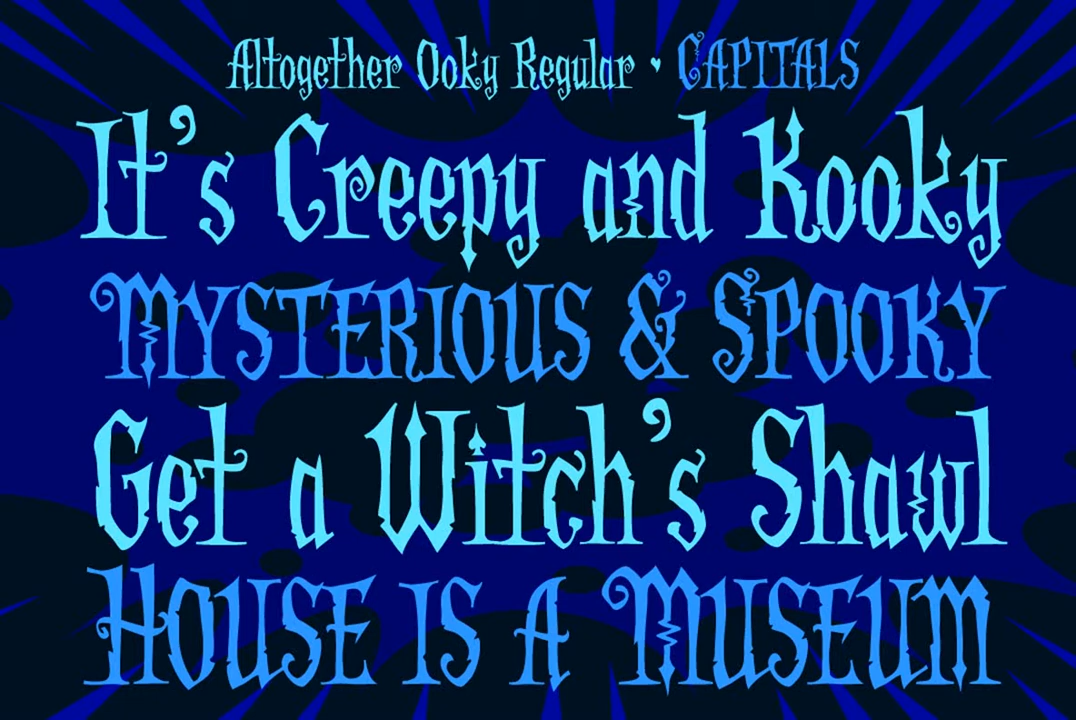 Altogether Ooky Regular • CAPITALS
It's Creepy and Kooky
MYSTERIOUS & SPOOKY
Get a Witch's Shawl
HOUSE IS A MUSEUM